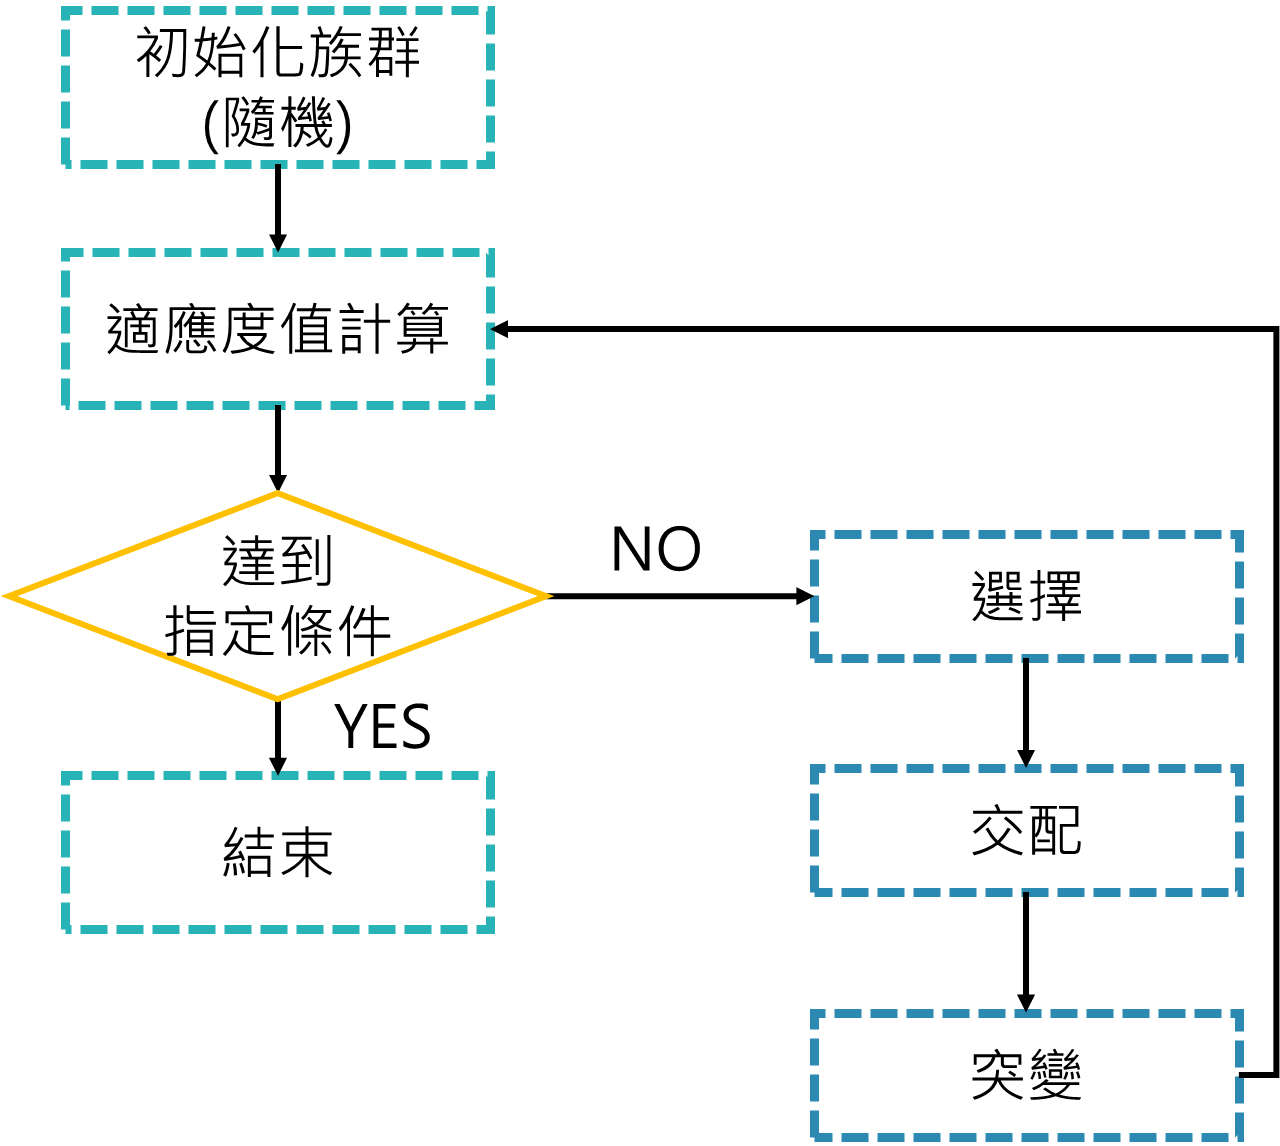 初始化族群
(隨機)
適應度值計算
達到
指定條件
NO
YES
選擇
交配
突變
結束